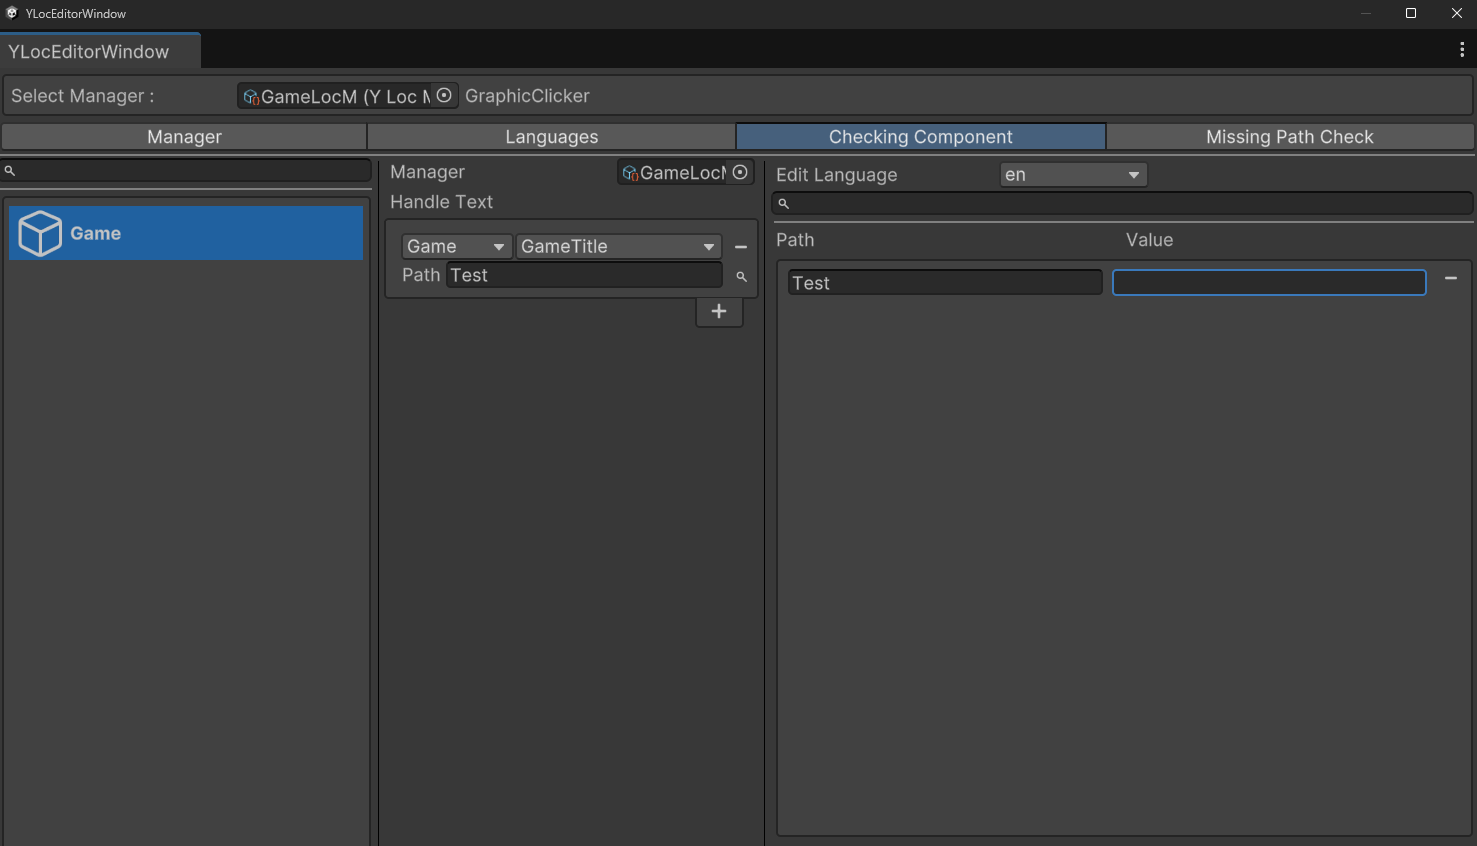 YLocEditorWindow
YLocEditorWindow
Select Manager :
GameLocM (Y Loc M
GraphicClicker
Manager
Languages
Checking Component
Missing Path Check
Game
Manager
GameLocM
Handle Text
Game
GameTitle
Path
Test
Edit Language
en
Path
Value
Test